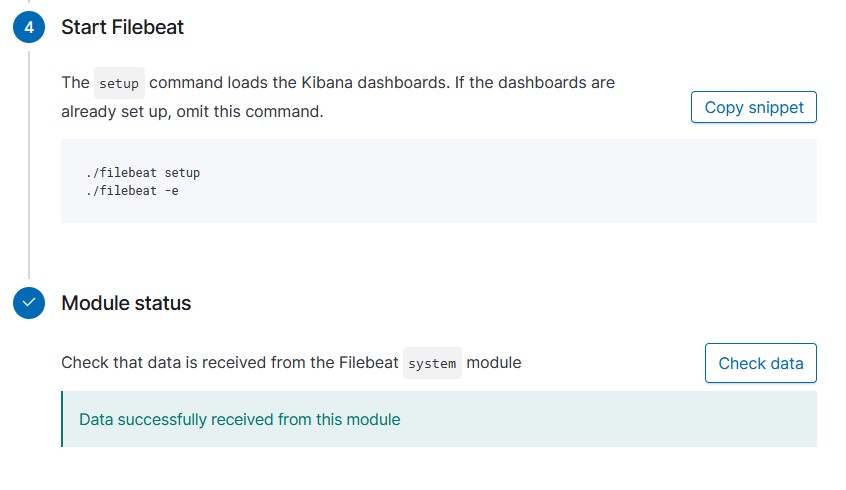 4 Start Filebeat
The setup command loads the Kibana dashboards. If the dashboards are
already set up, omit this command.
Copy snippet
./filebeat setup
./filebeat -e
Module status
Check that data is received from the Filebeat system module
Check data
Data successfully received from this module